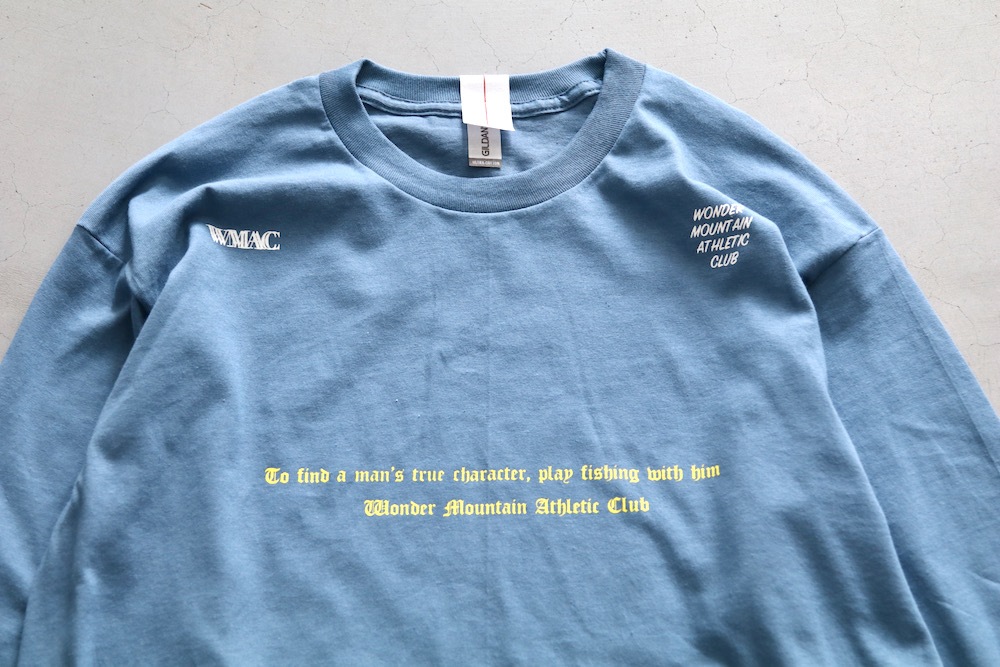 GILDAN
WMAC
WONDER
MOUNTAIN
ATHLETIC
CLUB
To find a man's true character, play fishing with him
Wonder Mountain Athletic Club